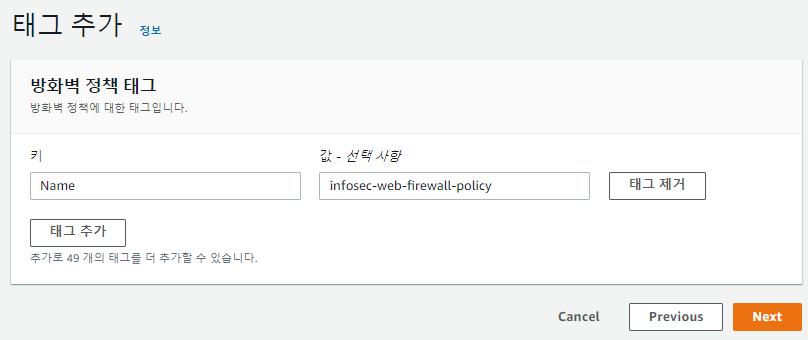 태그 추가 정보
방화벽 정책 태그
방화벽 정책에 대한 태그입니다.
키 값 - 선택 사항
Name infosec-web-firewall-policy 태그 제거
태그 추가
추가로 49 개의 태그를 더 추가할 수 있습니다.
Cancel Previous Next